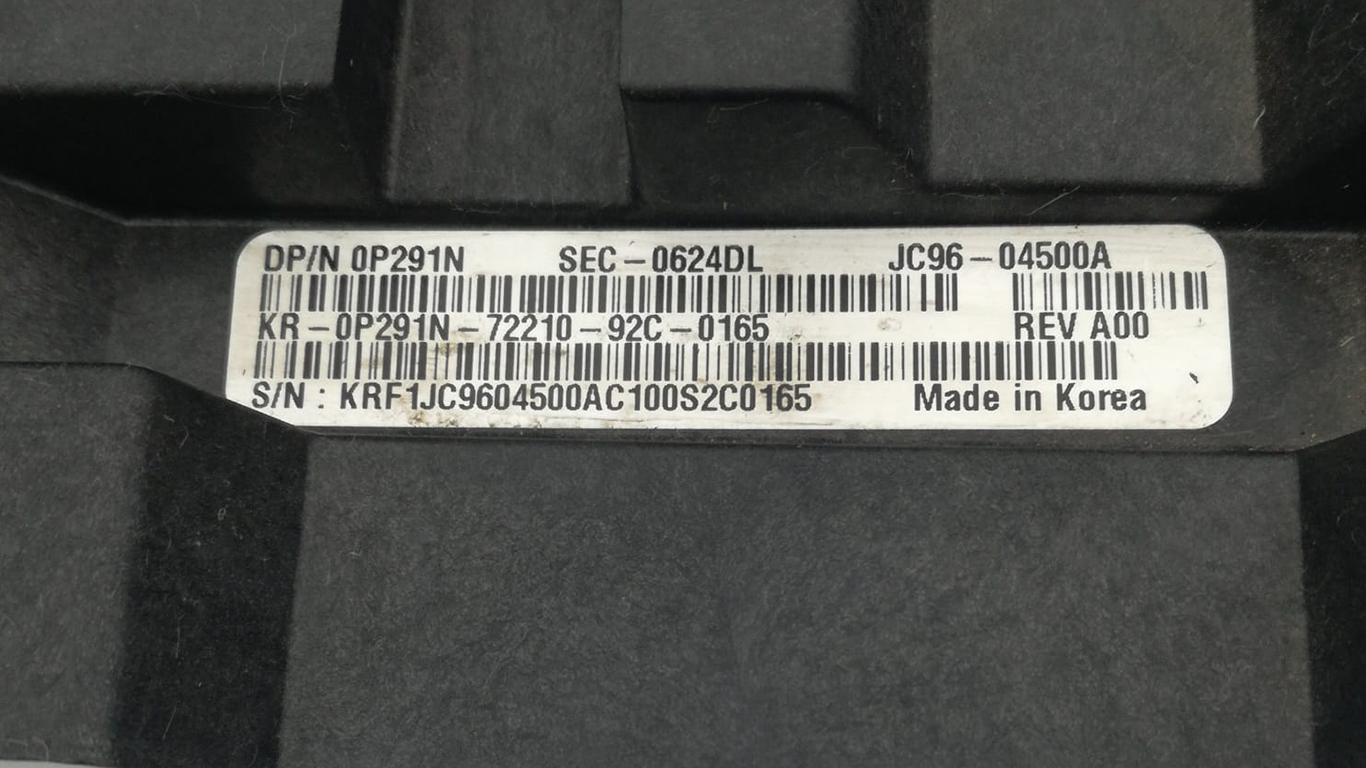 DP/N 0P291N SEC-0624DL JC96-04500A
KR-0P291N-72210-92C-0165 REV A00
S/N : KRF1JC9604500AC100S2C0165 Made in Korea